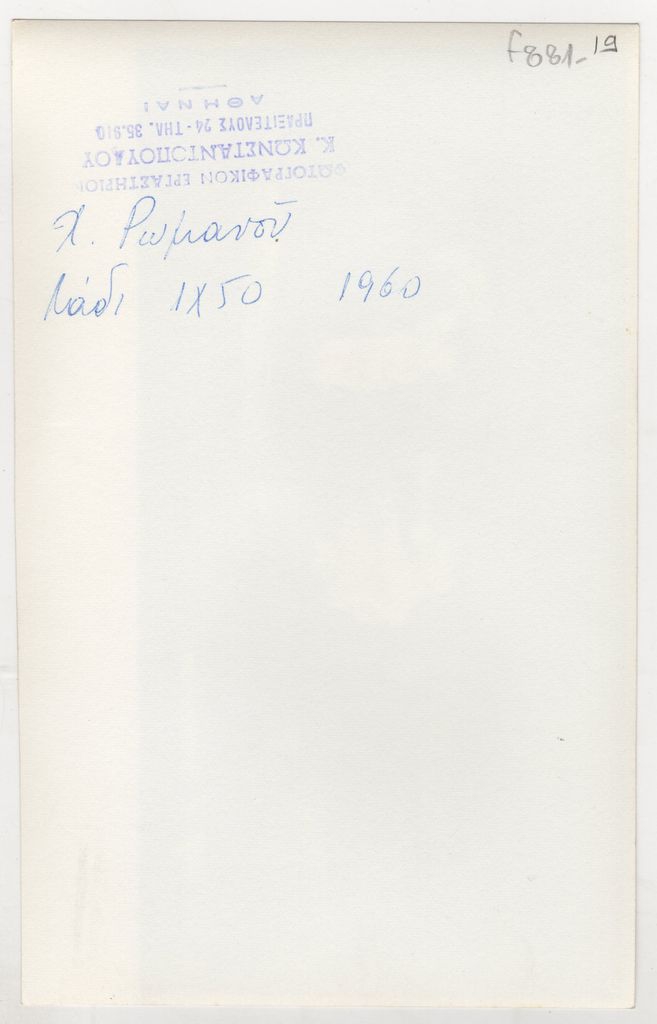 f881-19
ΦΩΤΟΓΡΑΦΙΚΟΝ ΕΡΓΑΣΤΗΡΙΟΝ
Κ. ΚΩΝΣΤΑΝΤΟΠΟΥΛΟΥ
ΠΡΑΞΙΤΕΛΟΥΣ 24 - ΤΗΛ. 35.910
ΑΘΗΝΑΙ
Χ. Ρωμανού
λάδι 1Χ50 1960